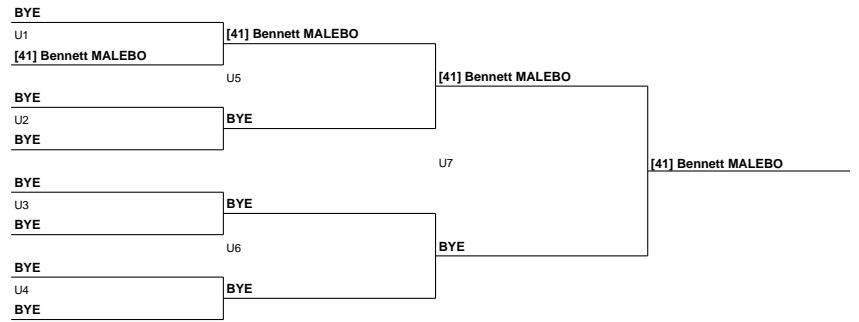 BYE
U1
[41] Bennett MALEBO
[41] Bennett MALEBO
U5
BYE
U2
BYE
BYE
[41] Bennett MALEBO
U7
[41] Bennett MALEBO
BYE
U3
BYE
BYE
U6
BYE
BYE
U4
BYE
BYE